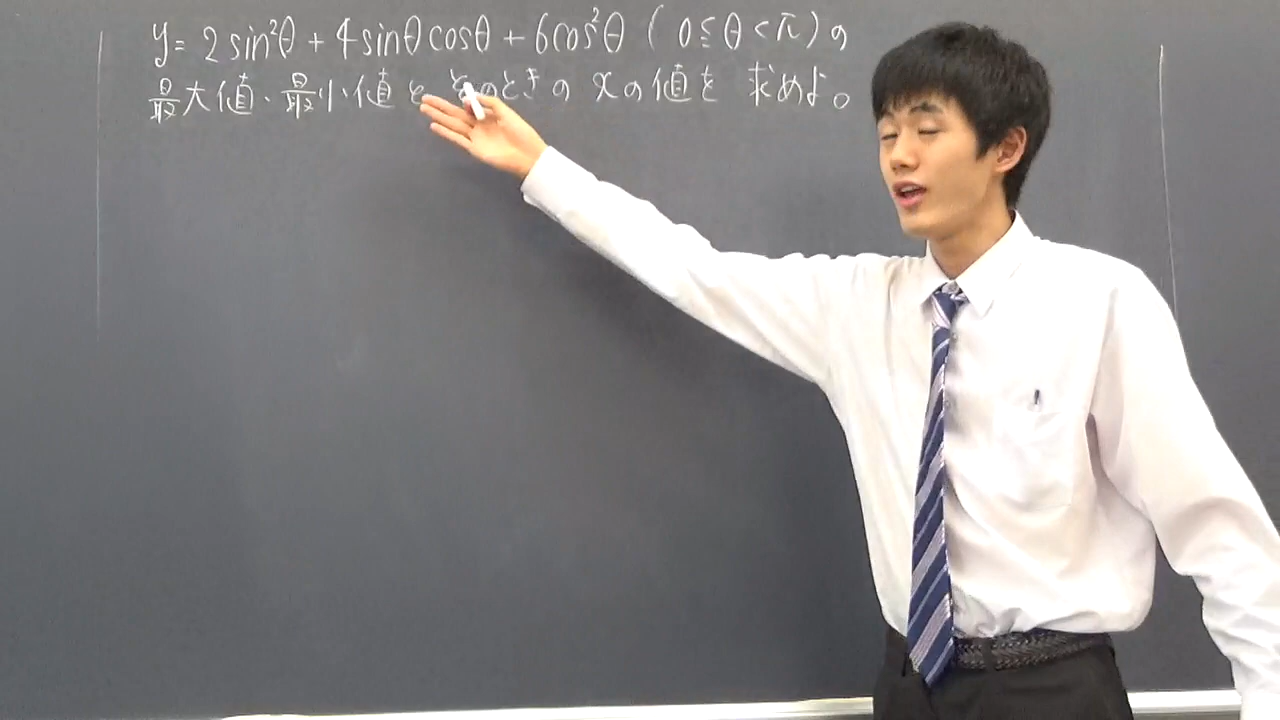 y= 2sin²θ + 4sinθcosθ + 6cos²θ ( 0≦θ<π)の
最大値・最小値とそのときのxの値を求めよ。